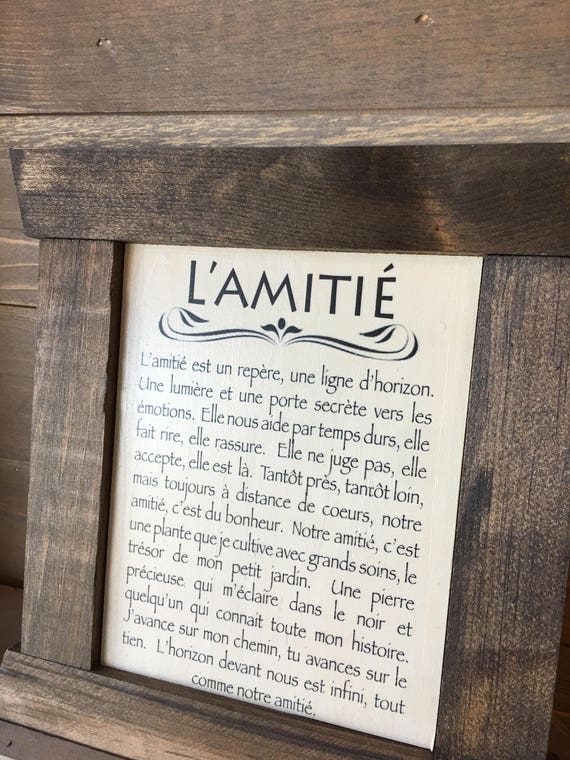 L'AMITIÉ
L'amitié est un repère, une ligne d'horizon.
Une lumière et une porte secrète vers les
émotions. Elle nous aide par temps durs, elle
fait rire, elle rassure. Elle ne juge pas, elle
accepte, elle est là. Tantôt près, tantôt loin,
mais toujours à distance de coeurs, notre
amitié, c'est du bonheur. Notre amitié, c'est
une plante que je cultive avec grands soins, le
trésor de mon petit jardin. Une pierre
précieuse qui m'éclaire dans le noir et
quelqu'un qui connait toute mon histoire.
J'avance sur mon chemin, tu avances sur le
tien. L'horizon devant nous est infini, tout
comme notre amitié.